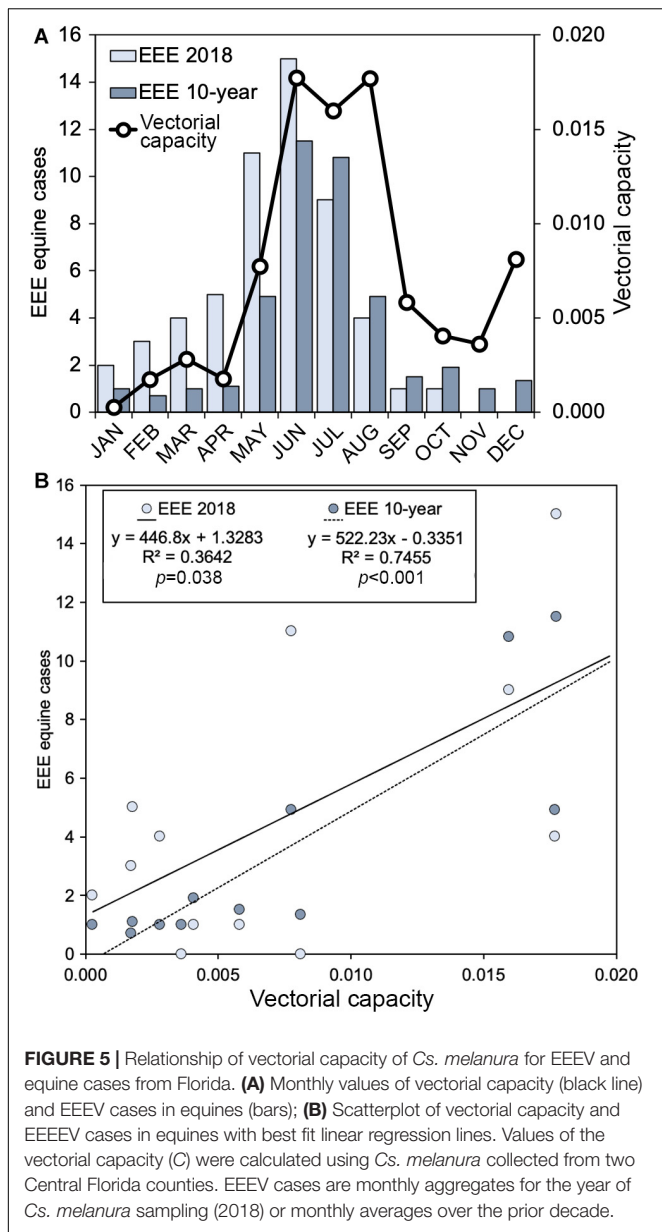 A
16
14
12
10
8
6
4
2
0
EEE equine cases
EEE 2018
EEE 10-year
Vectorial
capacity
0.020
0.015
0.010
0.005
0.000
Vectorial capacity
JAN
FEB
MAR
APR
MAY
JUN
JUL
AUG
SEP
OCT
NOV
DEC
B
16
14
12
10
8
6
4
2
0
EEE equine cases
EEE 2018
y = 446.8x + 1.3283
R² = 0.3642
p=0.038
EEE 10-year
y = 522.23x - 0.3351
R² = 0.7455
p<0.001
0.000
0.005
0.010
0.015
0.020
Vectorial capacity
FIGURE 5 | Relationship of vectorial capacity of Cs. melanura for EEEV and
equine cases from Florida. (A) Monthly values of vectorial capacity (black line)
and EEEV cases in equines (bars); (B) Scatterplot of vectorial capacity and
EEEEV cases in equines with best fit linear regression lines. Values of the
vectorial capacity (C) were calculated using Cs. melanura collected from two
Central Florida counties. EEEV cases are monthly aggregates for the year of
Cs. melanura sampling (2018) or monthly averages over the prior decade.